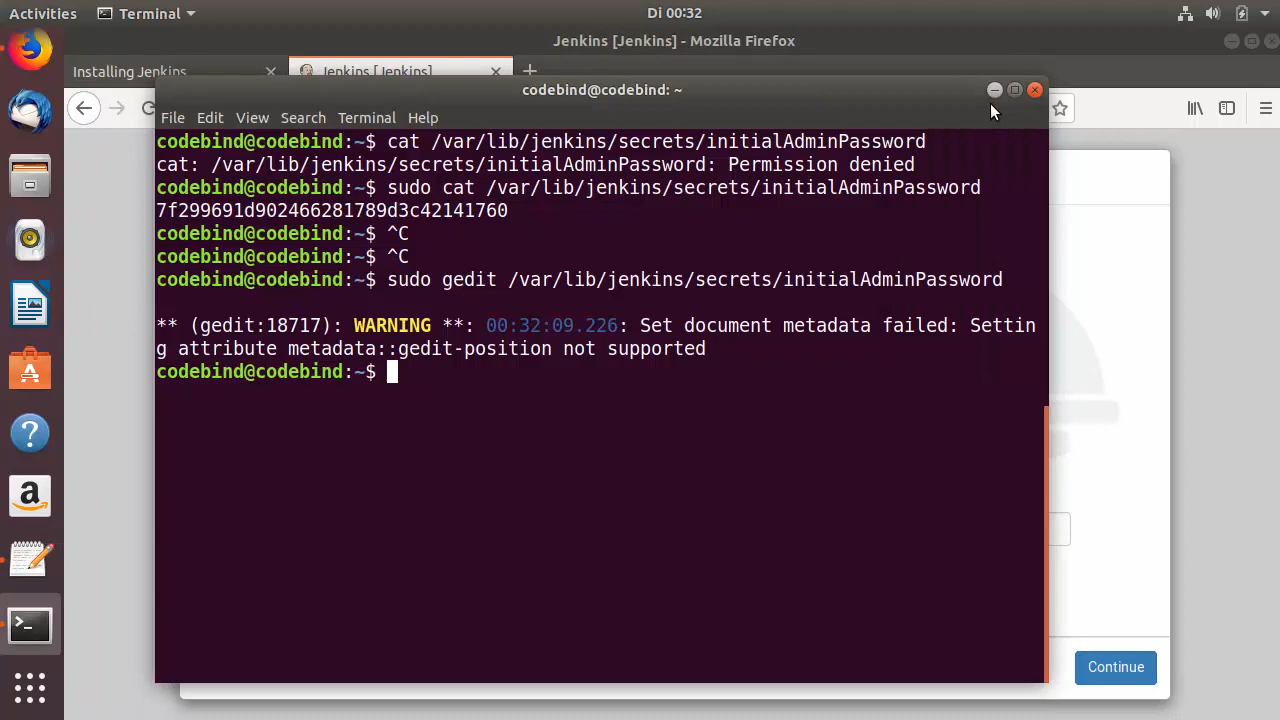 Activities
Terminal
Di 00:32
Jenkins [Jenkins] - Mozilla Firefox
Installing Jenkins
Jenkins [Jenkins]
codebind@codebind: ~
File Edit View Search Terminal Help
codebind@codebind:~$ cat /var/lib/jenkins/secrets/initialAdminPassword
cat: /var/lib/jenkins/secrets/initialAdminPassword: Permission denied
codebind@codebind:~$ sudo cat /var/lib/jenkins/secrets/initialAdminPassword
7f299691d902466281789d3c42141760
codebind@codebind:~$ ^C
codebind@codebind:~$ ^C
codebind@codebind:~$ sudo gedit /var/lib/jenkins/secrets/initialAdminPassword
** (gedit:18717): WARNING **: 00:32:09.226: Set document metadata failed: Settin
g attribute metadata::gedit-position not supported
codebind@codebind:~$
Continue